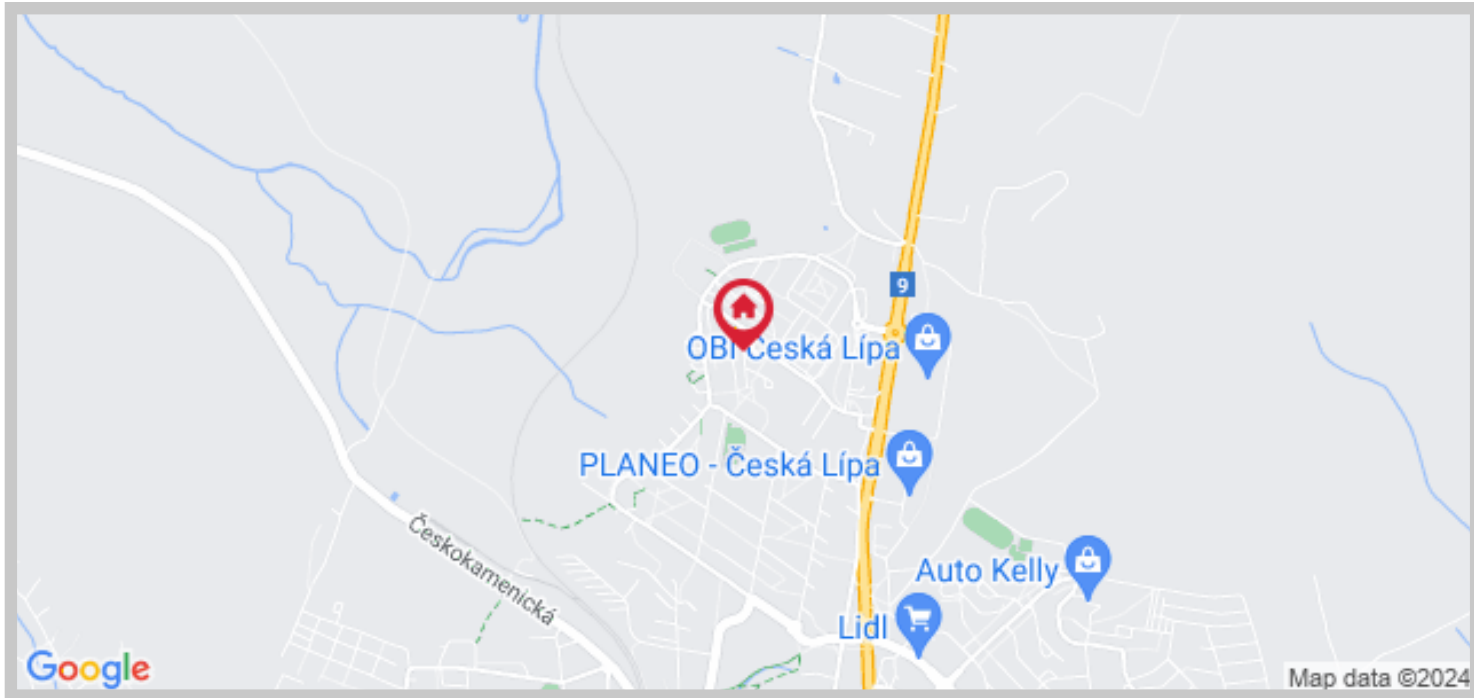 9
OBI Česká Lípa
PLANEO - Česká Lípa
Českokamenická
Auto Kelly
Lidl
Google
Map data ©2024